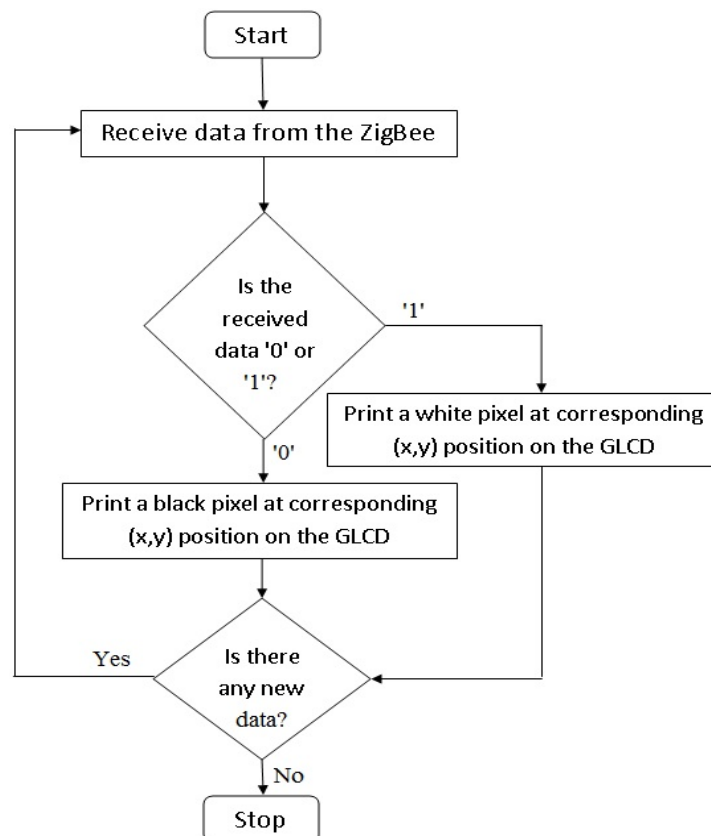 Start
Receive data from the ZigBee
Is the
received
data '0' or
'1'?
'1'
Print a white pixel at corresponding
(x,y) position on the GLCD
'0'
Print a black pixel at corresponding
(x,y) position on the GLCD
Yes
Is there
any new
data?
No
Stop